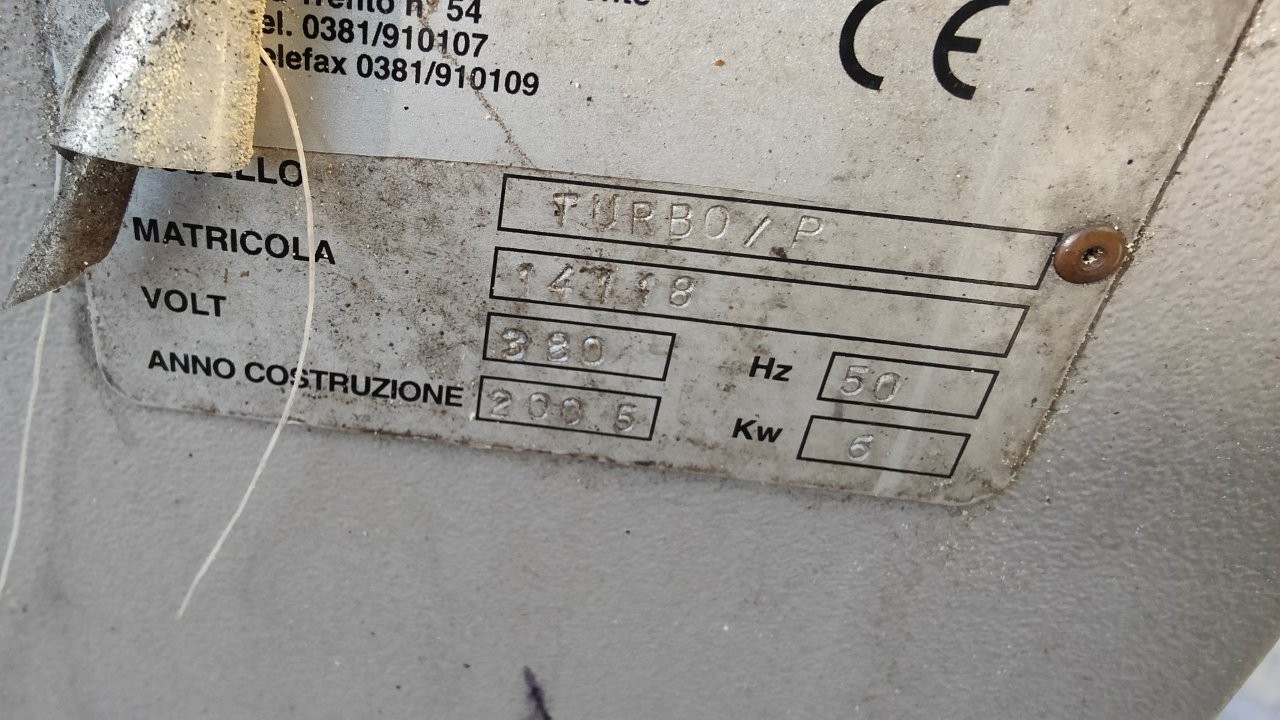 Trento n° 54
el. 0381/910107
elefax 0381/910109
CE
TURBO/P
MATRICOLA 14118
VOLT 380 Hz 50
ANNO COSTRUZIONE 2005 Kw 6